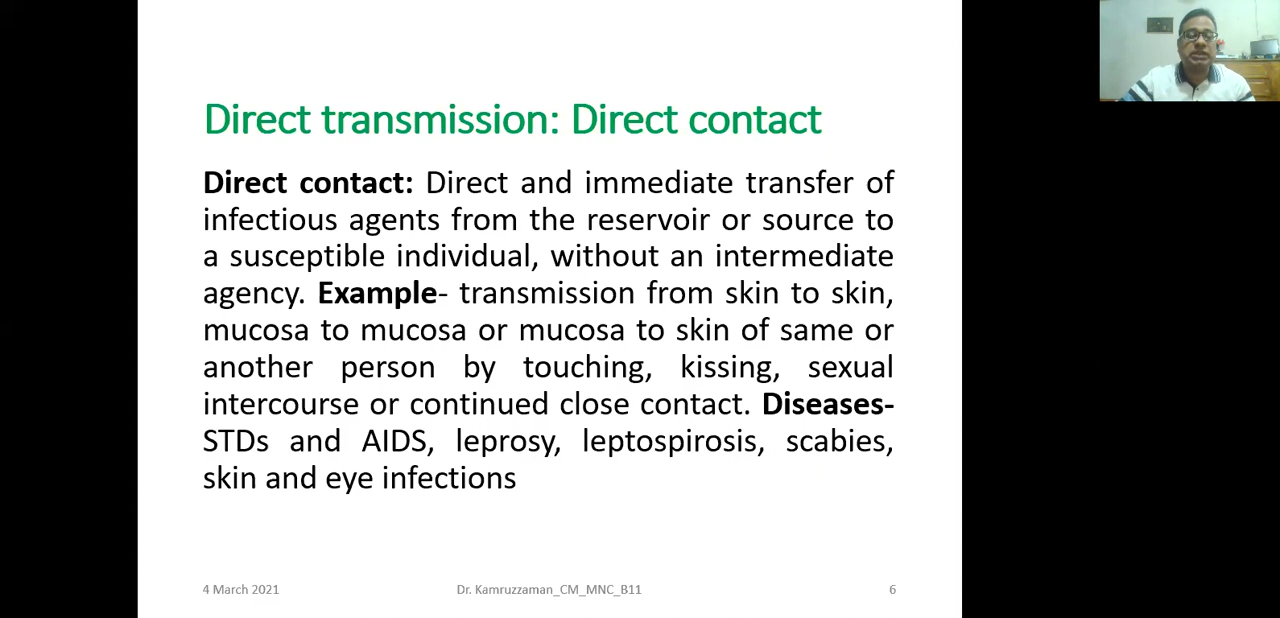 Direct transmission: Direct contact
Direct contact: Direct and immediate transfer of
infectious agents from the reservoir or source to
a susceptible individual, without an intermediate
agency. Example- transmission from skin to skin,
mucosa to mucosa or mucosa to skin of same or
another person by touching, kissing, sexual
intercourse or continued close contact. Diseases-
STDs and AIDS, leprosy, leptospirosis, scabies,
skin and eye infections
4 March 2021
Dr. Kamruzzaman_CM_MNC_B11
6